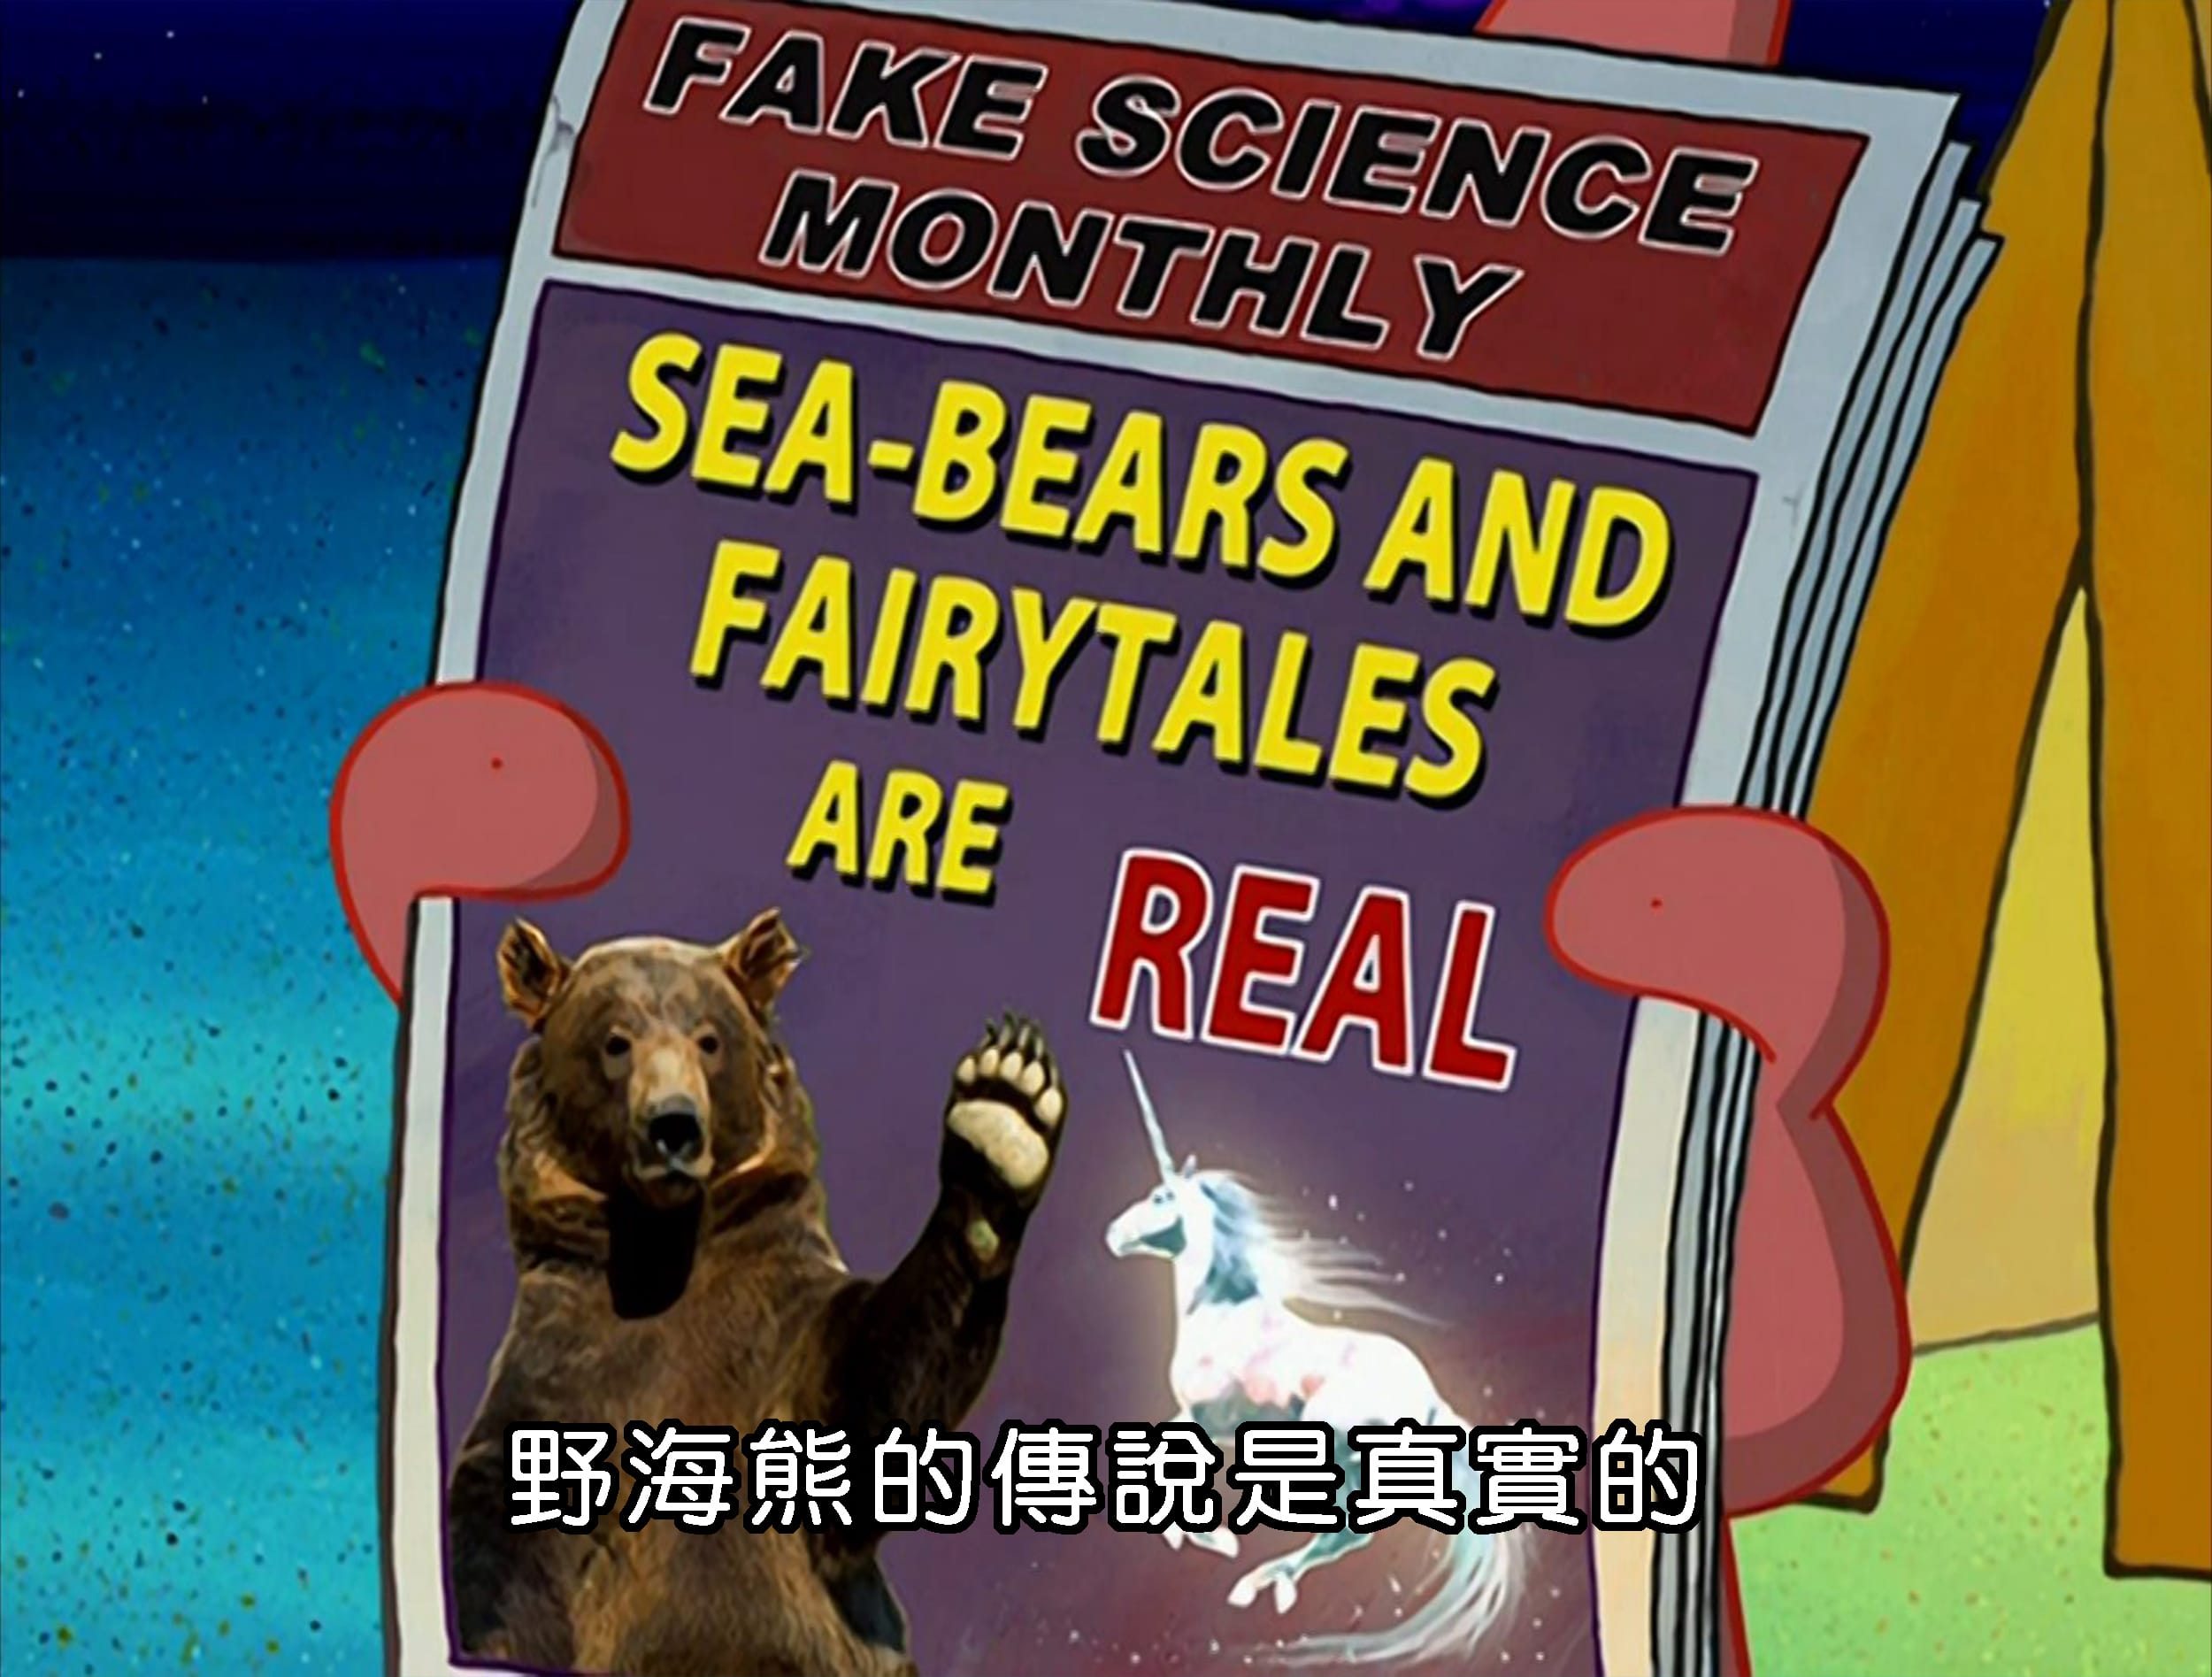 FAKE SCIENCE
MONTHLY
SEA-BEARS AND
FAIRYTALES
ARE REAL
野海熊的傳說是真實的